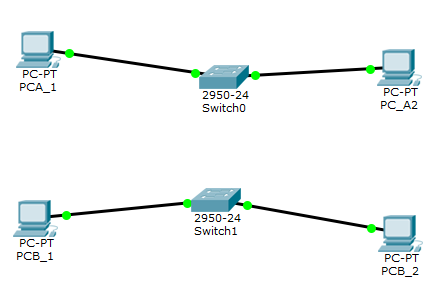 PC-PT
PCA_1
2950-24
Switch0
PC-PT
PC_A2
PC-PT
PCB_1
2950-24
Switch1
PC-PT
PCB_2